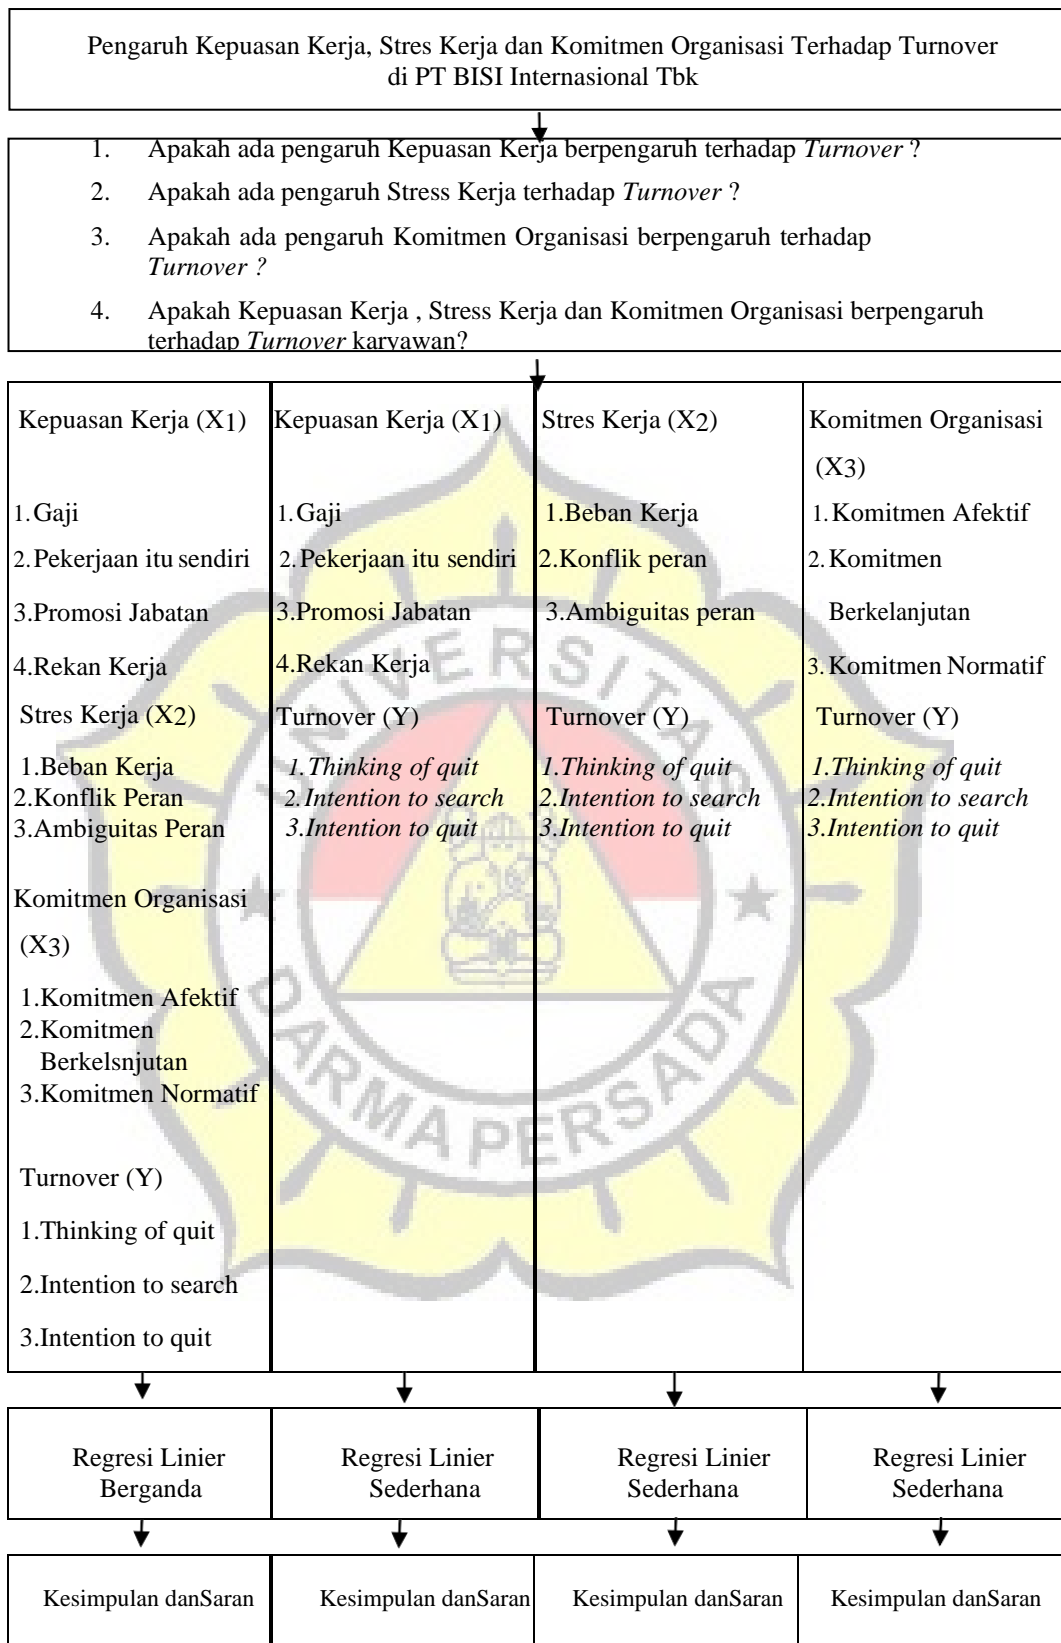 Pengaruh Kepuasan Kerja, Stres Kerja dan Komitmen Organisasi Terhadap Turnover
di PT BISI Internasional Tbk
1. Apakah ada pengaruh Kepuasan Kerja berpengaruh terhadap Turnover ?
2. Apakah ada pengaruh Stress Kerja terhadap Turnover ?
3. Apakah ada pengaruh Komitmen Organisasi berpengaruh terhadap
Turnover ?
4. Apakah Kepuasan Kerja , Stress Kerja dan Komitmen Organisasi berpengaruh
terhadap Turnover karyawan?
Kepuasan Kerja (X1)
1. Gaji
2. Pekerjaan itu sendiri
3.Promosi Jabatan
4.Rekan Kerja
Stres Kerja (X2)
1.Beban Kerja
2.Konflik Peran
3.Ambiguitas Peran
Komitmen Organisasi
(X3)
1.Komitmen Afektif
2.Komitmen
Berkelsnjutan
3.Komitmen Normatif
Turnover (Y)
1.Thinking of quit
2.Intention to search
3.Intention to quit
Kepuasan Kerja (X1)
1. Gaji
2. Pekerjaan itu sendiri
3.Promosi Jabatan
4.Rekan Kerja
Turnover (Y)
1.Thinking of quit
2.Intention to search
3.Intention to quit
Stres Kerja (X2)
1.Beban Kerja
2.Konflik peran
3.Ambiguitas peran
Turnover (Y)
1.Thinking of quit
2.Intention to search
3.Intention to quit
Komitmen Organisasi
(X3)
1. Komitmen Afektif
2. Komitmen
Berkelanjutan
3. Komitmen Normatif
Turnover (Y)
1.Thinking of quit
2.Intention to search
3.Intention to quit
UNIVERSITAS
DARMA PERSADA
Regresi Linier
Berganda
Regresi Linier
Sederhana
Regresi Linier
Sederhana
Regresi Linier
Sederhana
Kesimpulan danSaran
Kesimpulan danSaran
Kesimpulan danSaran
Kesimpulan danSaran